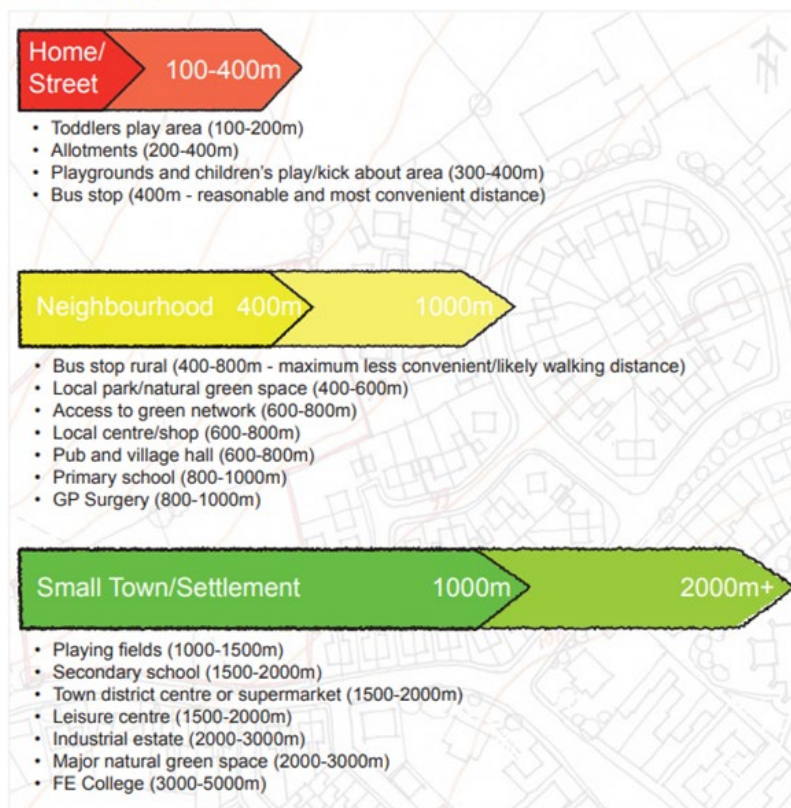 Home/
Street
100-400m
• Toddlers play area (100-200m)
• Allotments (200-400m)
• Playgrounds and children's play/kick about area (300-400m)
• Bus stop (400m - reasonable and most convenient distance)
Neighbourhood 400m 1000m
• Bus stop rural (400-800m - maximum less convenient/likely walking distance)
• Local park/natural green space (400-600m)
• Access to green network (600-800m)
• Local centre/shop (600-800m)
• Pub and village hall (600-800m)
• Primary school (800-1000m)
• GP Surgery (800-1000m)
Small Town/Settlement 1000m 2000m+
• Playing fields (1000-1500m)
• Secondary school (1500-2000m)
• Town district centre or supermarket (1500-2000m)
• Leisure centre (1500-2000m)
• Industrial estate (2000-3000m)
• Major natural green space (2000-3000m)
• FE College (3000-5000m)